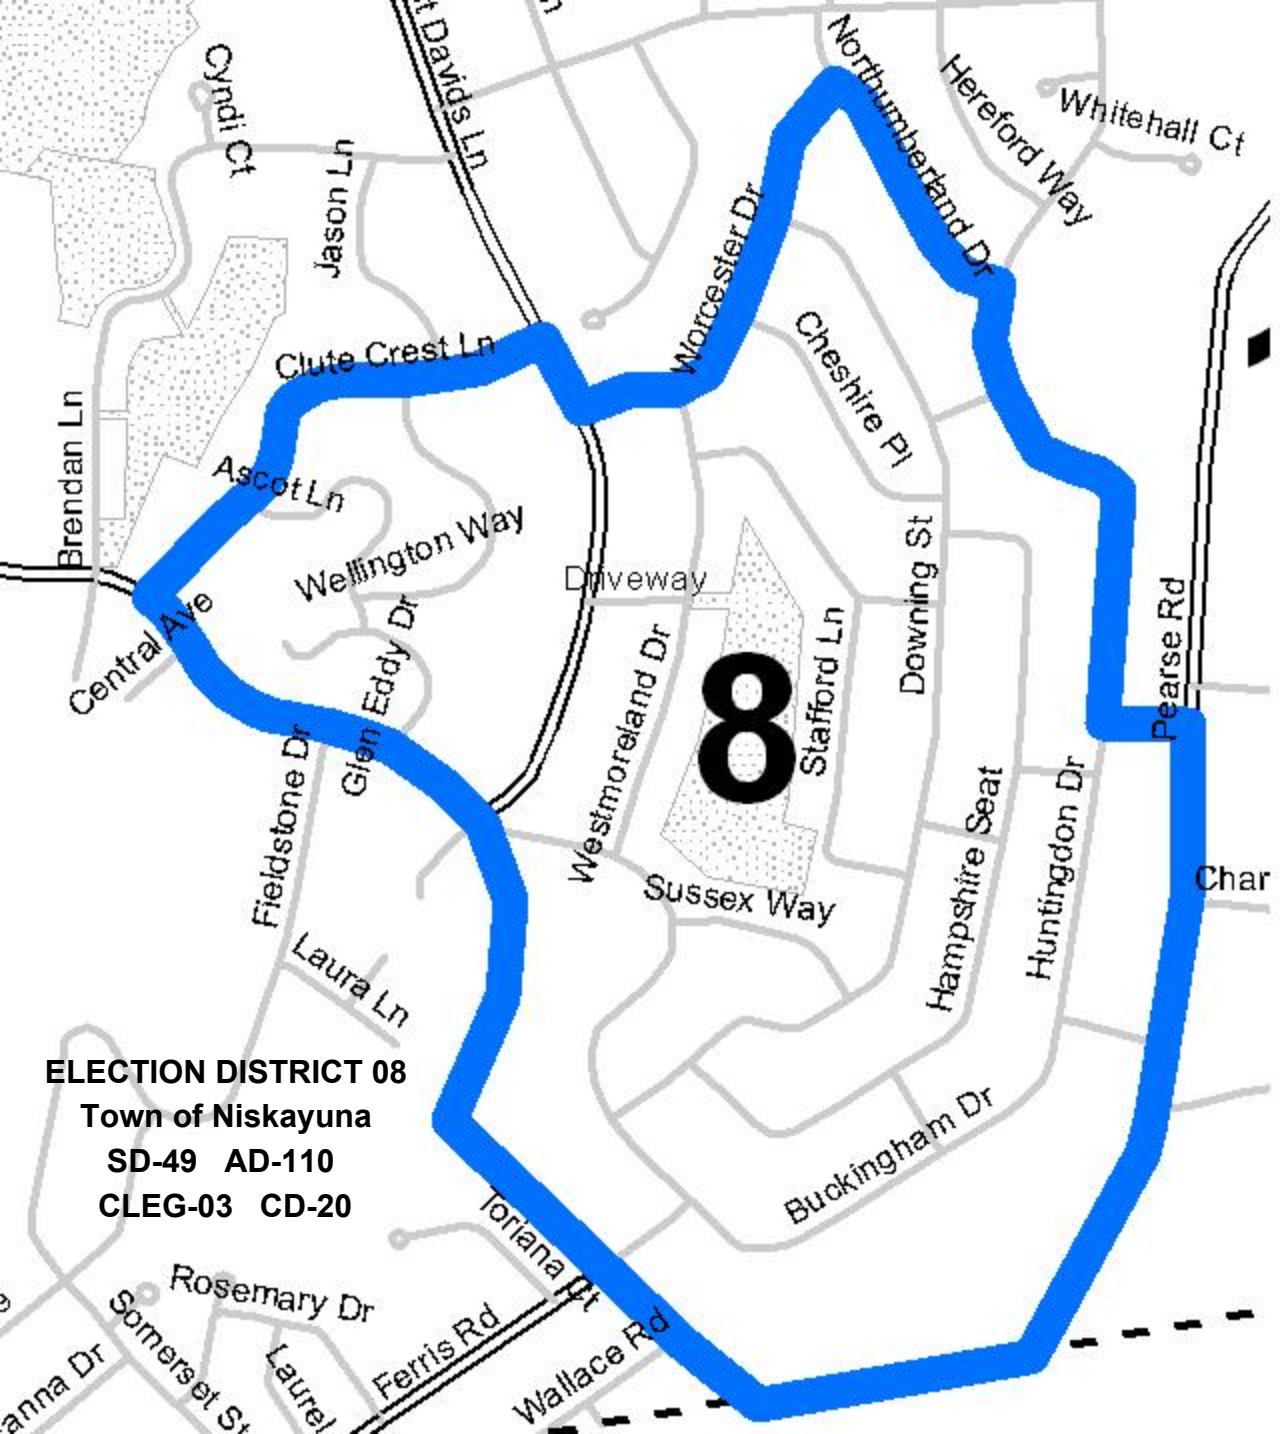 t Davids Ln
Cyndi Ct
Jason Ln
Northumberland Dr
Hereford Way
Whitehall Ct
Worcester Dr
Clute Crest Ln
Cheshire Pl
Brendan Ln
Ascot Ln
Wellington Way
Driveway
Downing St
Central Ave
Glen Eddy Dr
Westmoreland Dr
8
Stafford Ln
Pearse Rd
Fieldstone Dr
Hampshire Seat
Huntingdon Dr
Char
Sussex Way
Laura Ln
ELECTION DISTRICT 08
Town of Niskayuna
SD-49 AD-110
CLEG-03 CD-20
Buckingham Dr
Toriana Ct
Rosemary Dr
Somerset St
Laurel
Ferris Rd
Wallace Rd
anna Dr